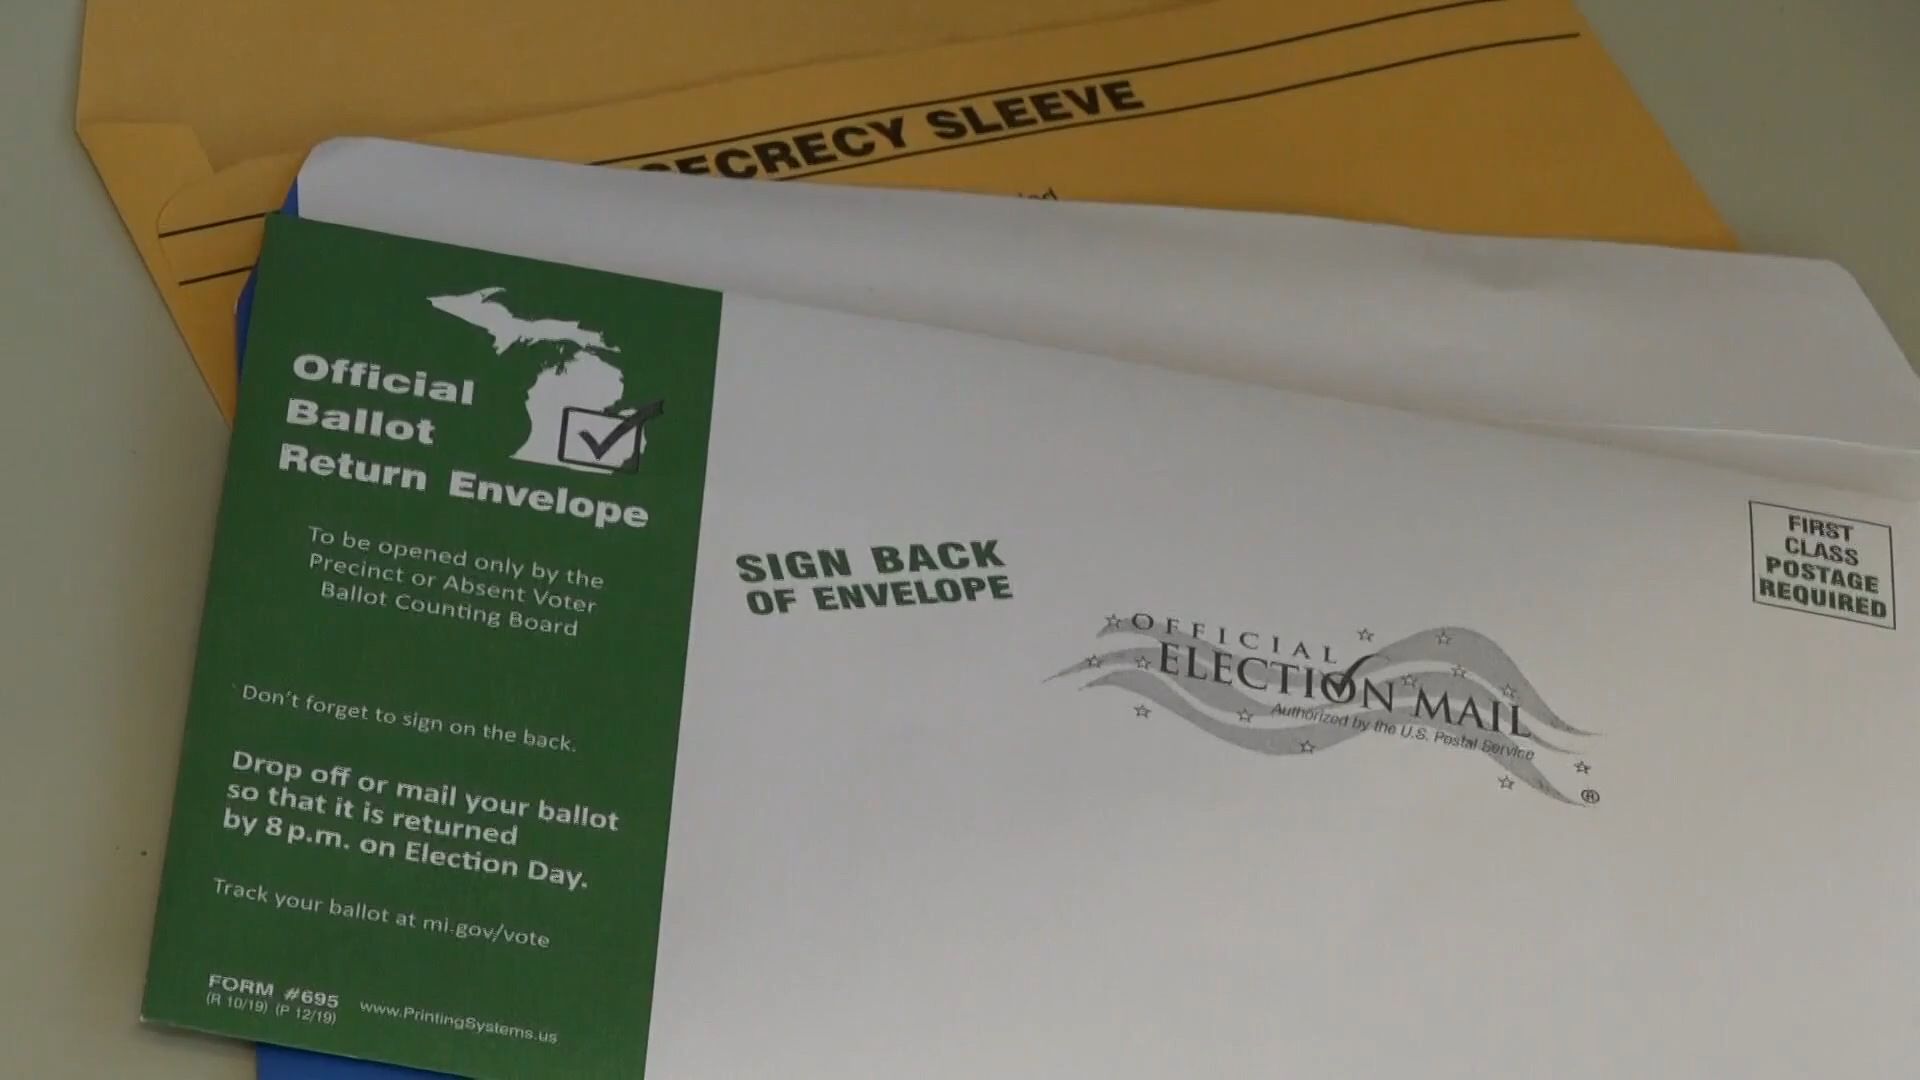 SECRECY SLEEVE
Official
Ballot
Return Envelope
To be opened only by the
Precinct or Absent Voter
Ballot Counting Board
Don't forget to sign on the back.
Drop off or mail your ballot
so that it is returned
by 8 p.m. on Election Day.
Track your ballot at mi.gov/vote
FORM #695
(R 10/19) (P 12/19)
www.PrintingSystems.us
SIGN BACK
OF ENVELOPE
OFFICIAL
ELECTION MAIL
Authorized by the U.S. Postal Service
®
FIRST
CLASS
POSTAGE
REQUIRED